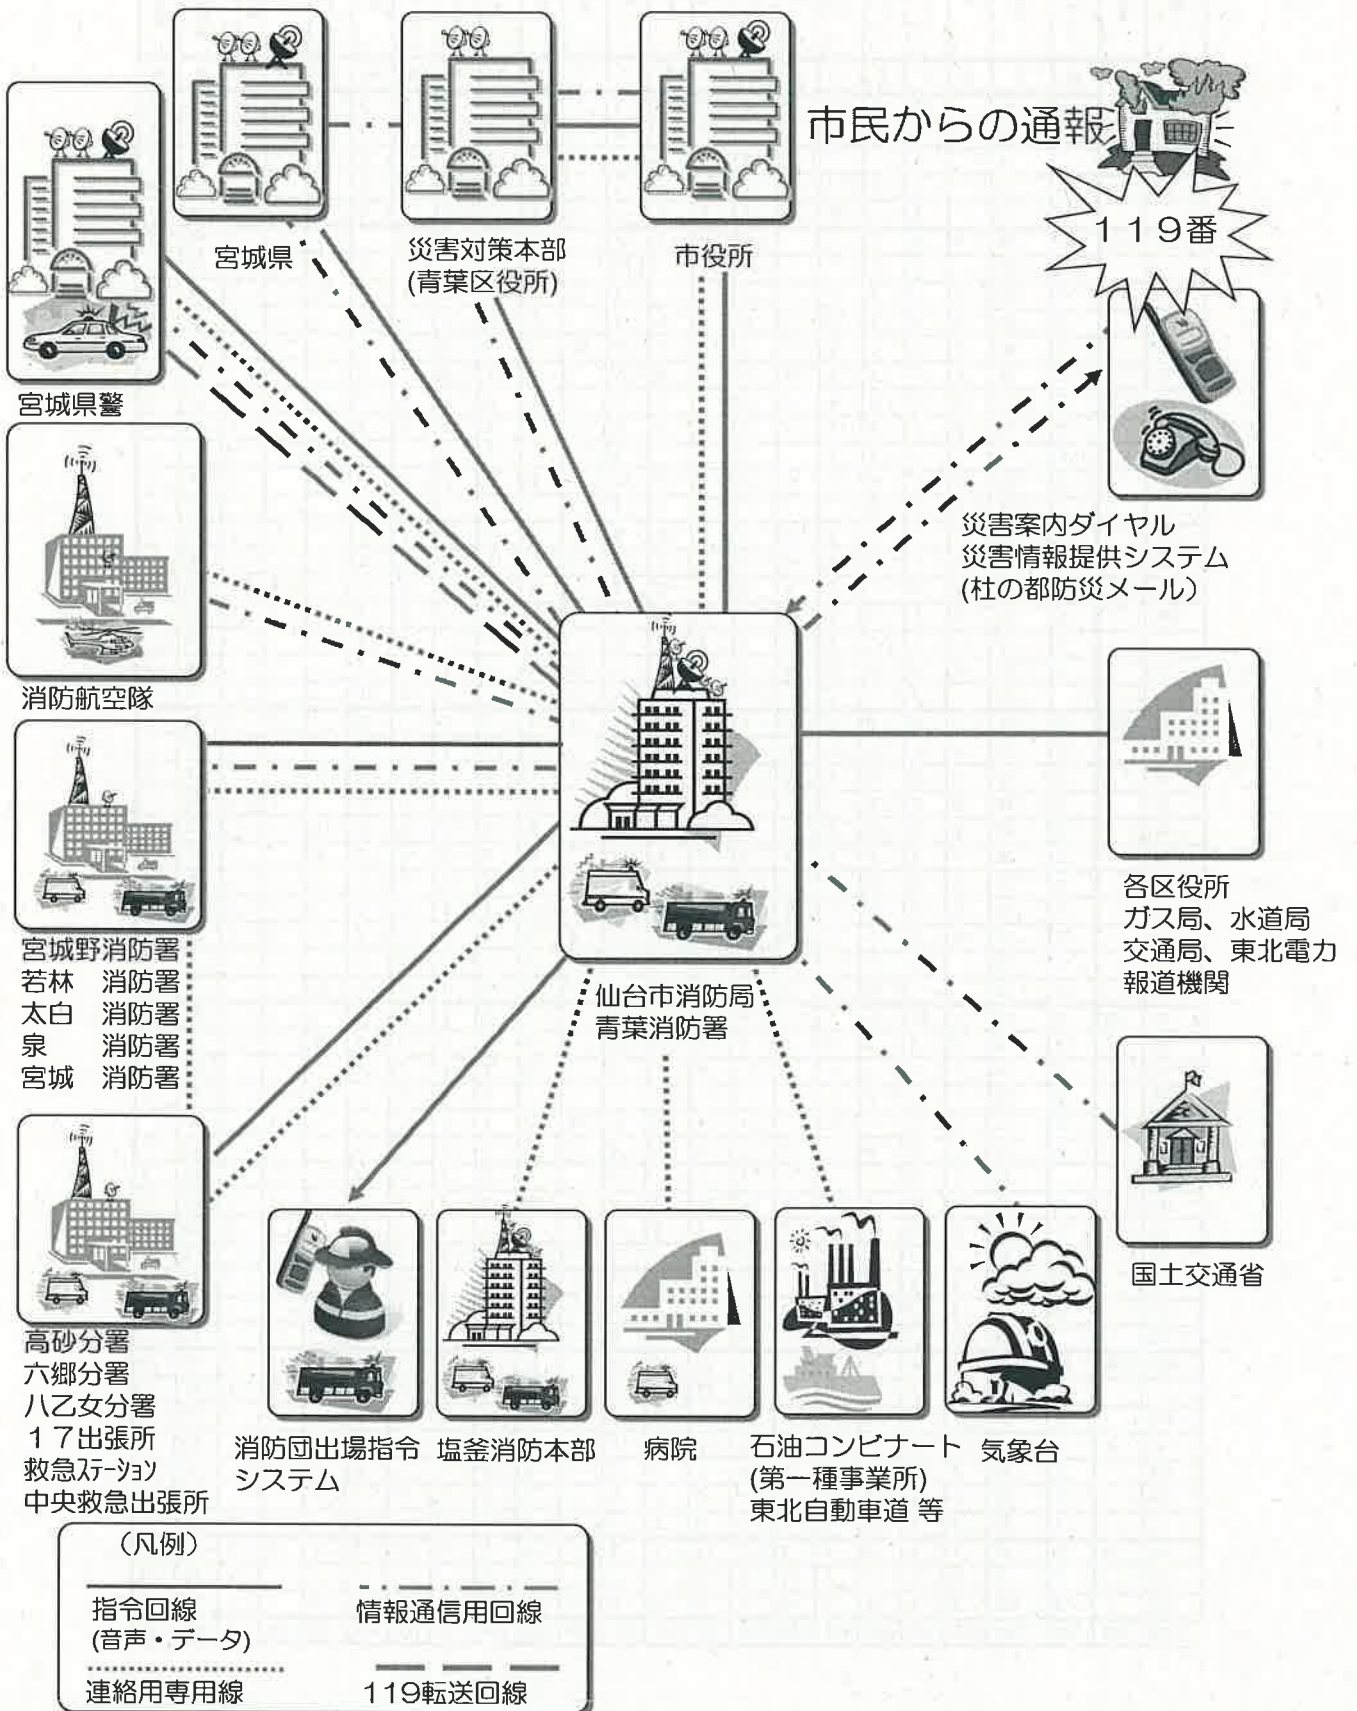 市民からの通報
119番
宮城県
災害対策本部
(青葉区役所)
市役所
宮城県警
災害案内ダイヤル
災害情報提供システム
(杜の都防災メール)
消防航空隊
各区役所
ガス局、水道局
交通局、東北電力
報道機関
宮城野消防署
若林 消防署
太白 消防署
泉 消防署
宮城 消防署
仙台市消防局
青葉消防署
国土交通省
高砂分署
六郷分署
八乙女分署
17出張所
救急ステーション
中央救急出張所
消防団出場指令
システム
塩釜消防本部
病院
石油コンビナート
(第一種事業所)
東北自動車道 等
気象台
(凡例)
指令回線
(音声・データ)
情報通信用回線
連絡用専用線
119転送回線